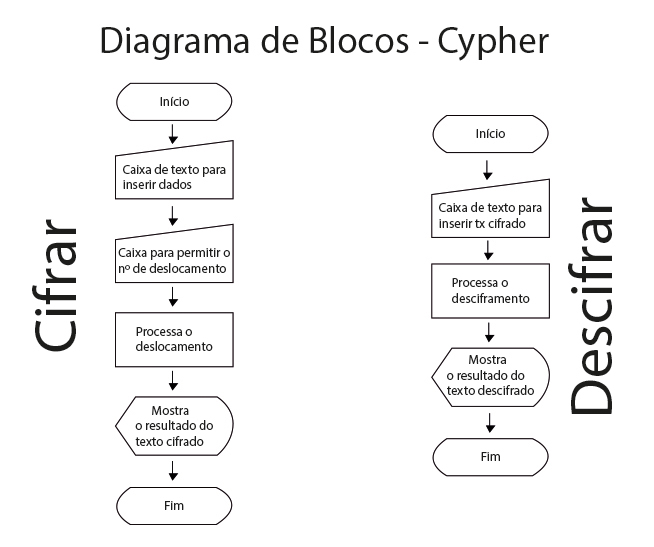 Diagrama de Blocos - Cypher
Cifrar
Início
Caixa de texto para
inserir dados
Caixa para permitir o
nº de deslocamento
Processa o
deslocamento
Mostra
o resultado do
texto cifrado
Fim
Descifrar
Início
Caixa de texto para
inserir tx cifrado
Processa o
desciframento
Mostra
o resultado do
texto descifrado
Fim